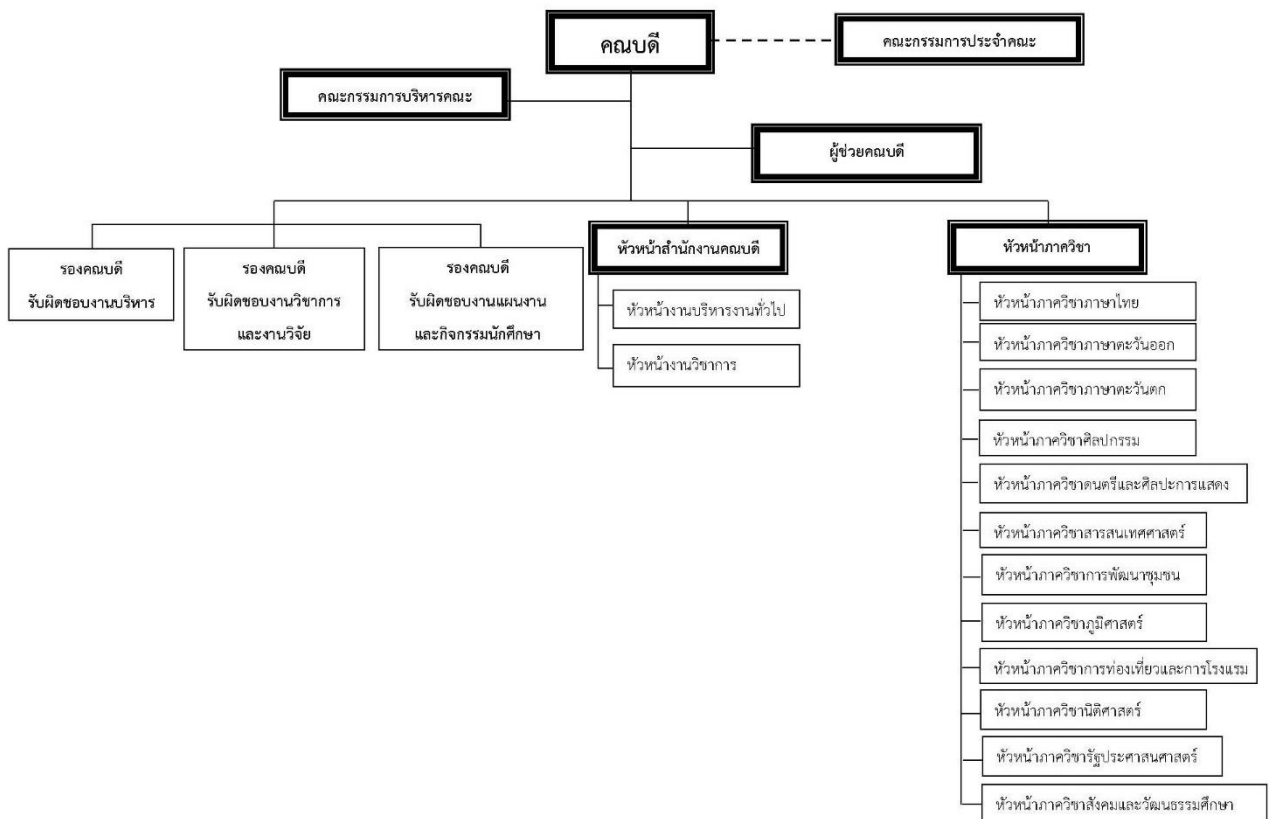 คณบดี
คณะกรรมการประจำคณะ
คณะกรรมการบริหารคณะ
ผู้ช่วยคณบดี
รองคณบดี
รับผิดชอบงานบริหาร
รองคณบดี
รับผิดชอบงานวิชาการ
และงานวิจัย
รองคณบดี
รับผิดชอบงานแผนงาน
และกิจกรรมนักศึกษา
หัวหน้าสำนักงานคณบดี
หัวหน้างานบริหารงานทั่วไป
หัวหน้างานวิชาการ
หัวหน้าภาควิชา
หัวหน้าภาควิชาภาษาไทย
หัวหน้าภาควิชาภาษาตะวันออก
หัวหน้าภาควิชาภาษาตะวันตก
หัวหน้าภาควิชาศิลปกรรม
หัวหน้าภาควิชาดนตรีและศิลปะการแสดง
หัวหน้าภาควิชาสารสนเทศศาสตร์
หัวหน้าภาควิชาการพัฒนาชุมชน
หัวหน้าภาควิชาภูมิศาสตร์
หัวหน้าภาควิชาการท่องเที่ยวและการโรงแรม
หัวหน้าภาควิชานิติศาสตร์
หัวหน้าภาควิชารัฐประศาสนศาสตร์
หัวหน้าภาควิชาสังคมและวัฒนธรรมศึกษา